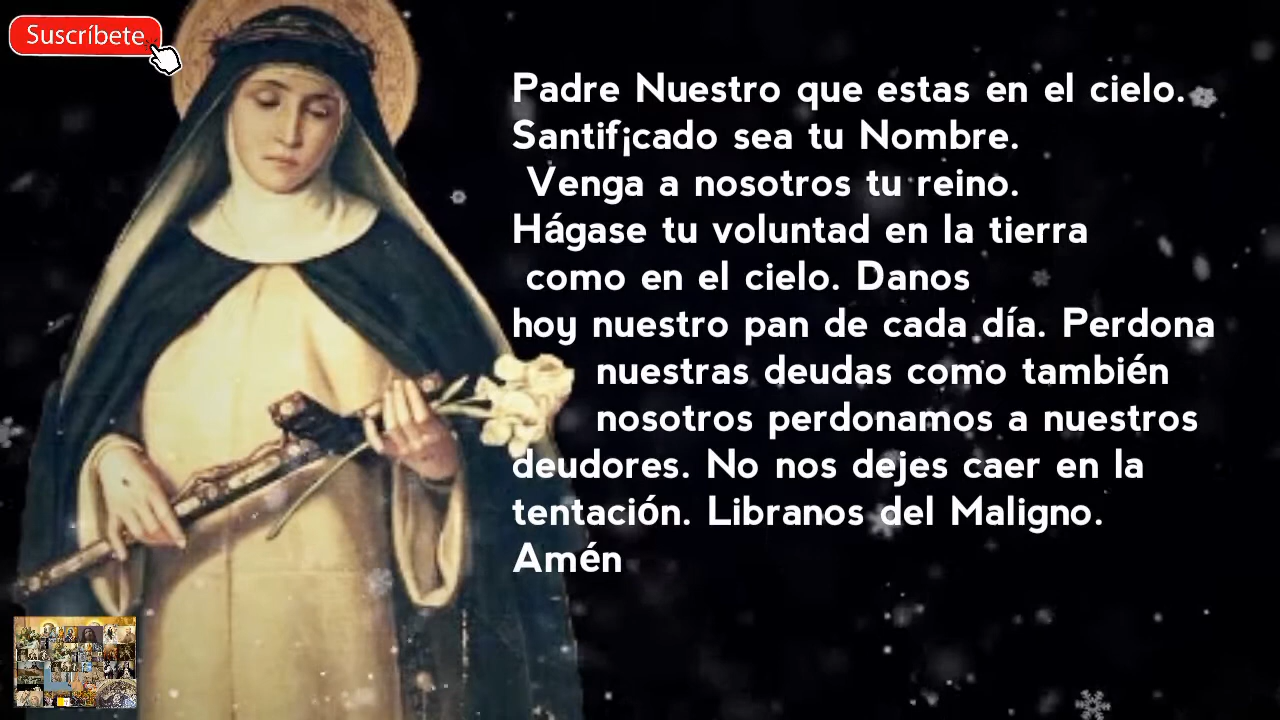 Suscríbete
Padre Nuestro que estas en el cielo.
Santif¡cado sea tu Nombre.
Venga a nosotros tu reino.
Hágase tu voluntad en la tierra
como en el cielo. Danos
hoy nuestro pan de cada día. Perdona
nuestras deudas como también
nosotros perdonamos a nuestros
deudores. No nos dejes caer en la
tentación. Libranos del Maligno.
Amén